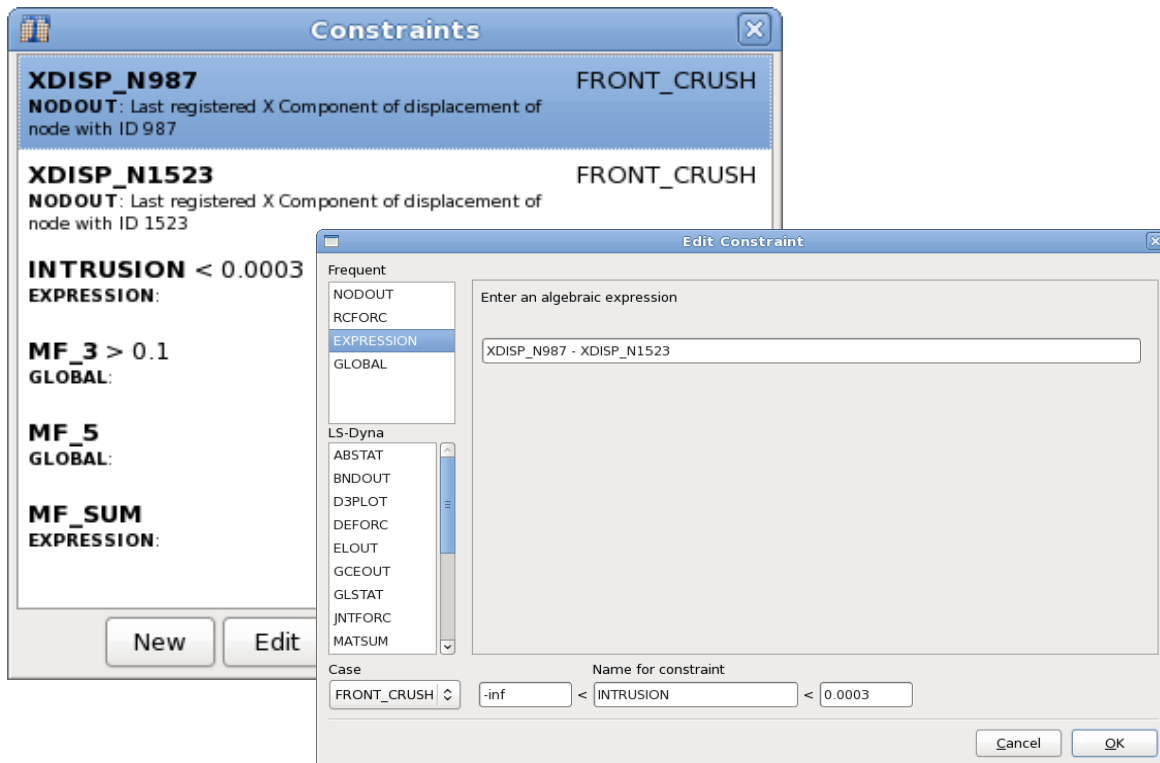 Constraints
XDISP_N987 FRONT_CRUSH
NODOUT: Last registered X Component of displacement of
node with ID 987
XDISP_N1523 FRONT_CRUSH
NODOUT: Last registered X Component of displacement of
node with ID 1523
INTRUSION < 0.0003
EXPRESSION:
MF_3 > 0.1
GLOBAL:
MF_5
GLOBAL:
MF_SUM
EXPRESSION:
New Edit
Edit Constraint
Frequent
NODOUT
RCFORC
EXPRESSION
GLOBAL
Enter an algebraic expression
XDISP_N987 - XDISP_N1523
LS-Dyna
ABSTAT
BNDOUT
D3PLOT
DEFORC
ELOUT
GCEOUT
GLSTAT
JNTFORC
MATSUM
Case Name for constraint
FRONT_CRUSH -inf < INTRUSION < 0.0003
Cancel OK